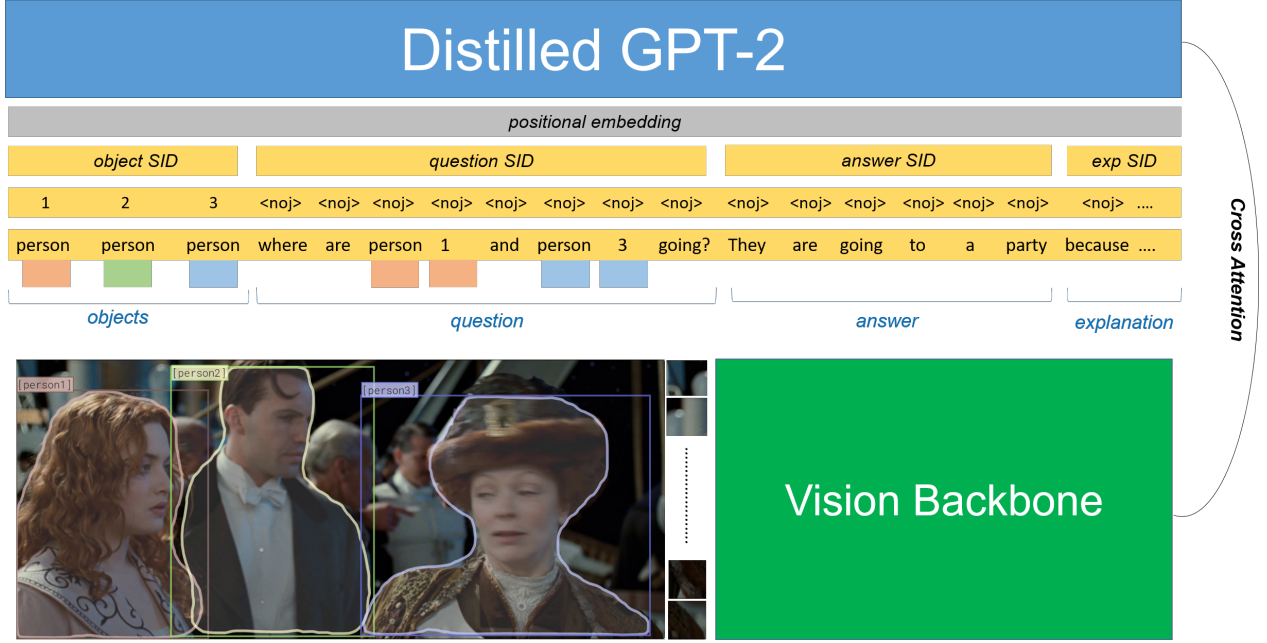 Distilled GPT-2
positional embedding
object SID question SID answer SID exp SID
1 2 3 <noj> <noj> <noj> <noj> <noj> <noj> <noj> <noj> <noj> <noj> <noj> <noj> <noj> <noj> <noj> ....
person person person where are person 1 and person 3 going? They are going to a party because ....
objects question answer explanation
Cross Attention
[person1]
[person2]
[person3]
Vision Backbone